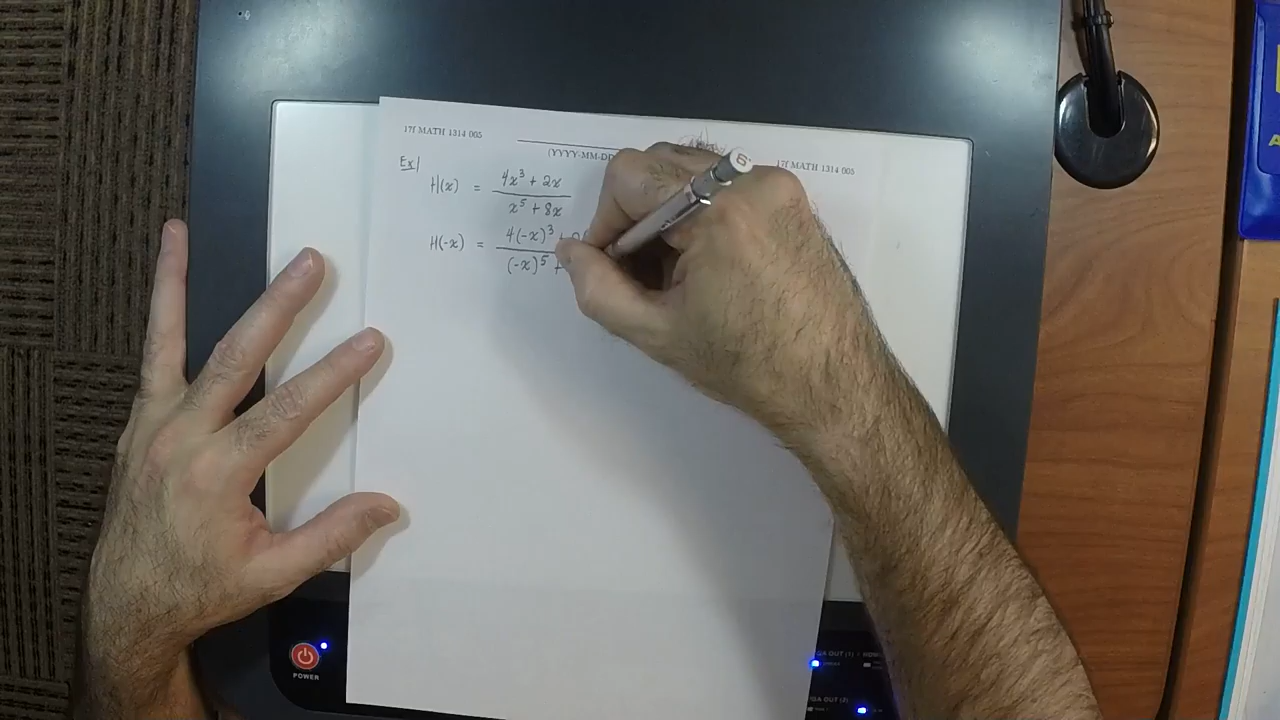 17f MATH 1314 005
(YYYY-MM-DD
17f MATH 1314 005
Ex|
H(x) = 4x³ + 2x / x⁵ + 8x
H(-x) = 4(-x)³ + / (-x)⁵ +
POWER